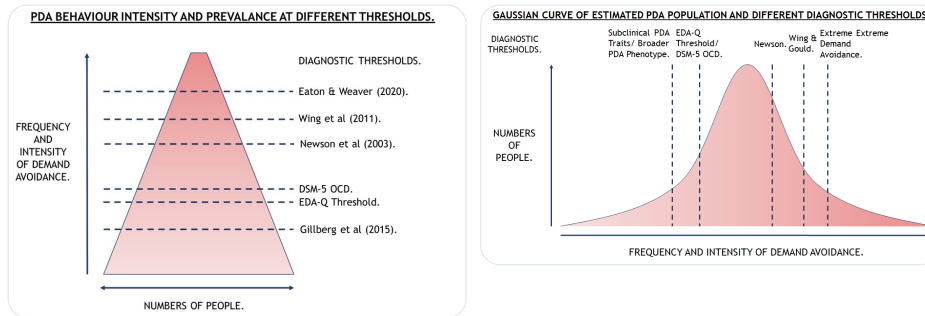 PDA BEHAVIOUR INTENSITY AND PREVALANCE AT DIFFERENT THRESHOLDS.
DIAGNOSTIC THRESHOLDS.
Eaton & Weaver (2020).
Wing et al (2011).
Newson et al (2003).
DSM-5 OCD.
EDA-Q Threshold.
Gillberg et al (2015).
FREQUENCY
AND
INTENSITY
OF DEMAND
AVOIDANCE.
NUMBERS OF PEOPLE.
GAUSSIAN CURVE OF ESTIMATED PDA POPULATION AND DIFFERENT DIAGNOSTIC THRESHOLDS
DIAGNOSTIC
THRESHOLDS.
Subclinical PDA
Traits/ Broader
PDA Phenotype.
EDA-Q
Threshold/
DSM-5 OCD.
Newson.
Wing &
Gould.
Extreme Extreme
Demand
Avoidance.
NUMBERS
OF
PEOPLE.
FREQUENCY AND INTENSITY OF DEMAND AVOIDANCE.